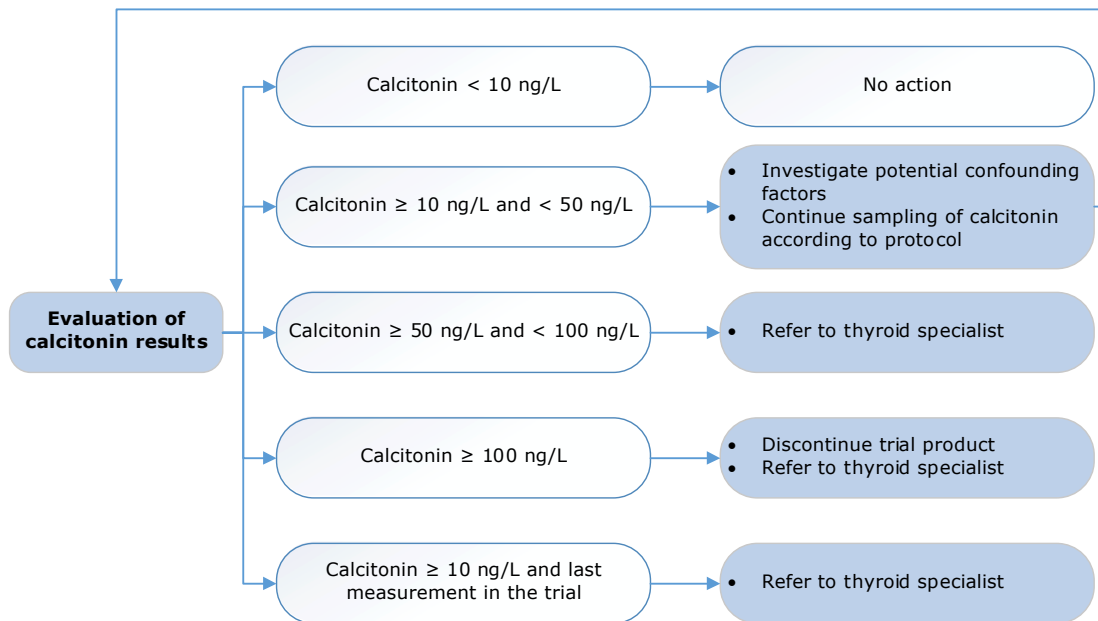 Calcitonin < 10 ng/L
No action
Calcitonin ≥ 10 ng/L and < 50 ng/L
• Investigate potential confounding
factors
• Continue sampling of calcitonin
according to protocol
Evaluation of
calcitonin results
Calcitonin ≥ 50 ng/L and < 100 ng/L
• Refer to thyroid specialist
Calcitonin ≥ 100 ng/L
• Discontinue trial product
• Refer to thyroid specialist
Calcitonin ≥ 10 ng/L and last
measurement in the trial
• Refer to thyroid specialist